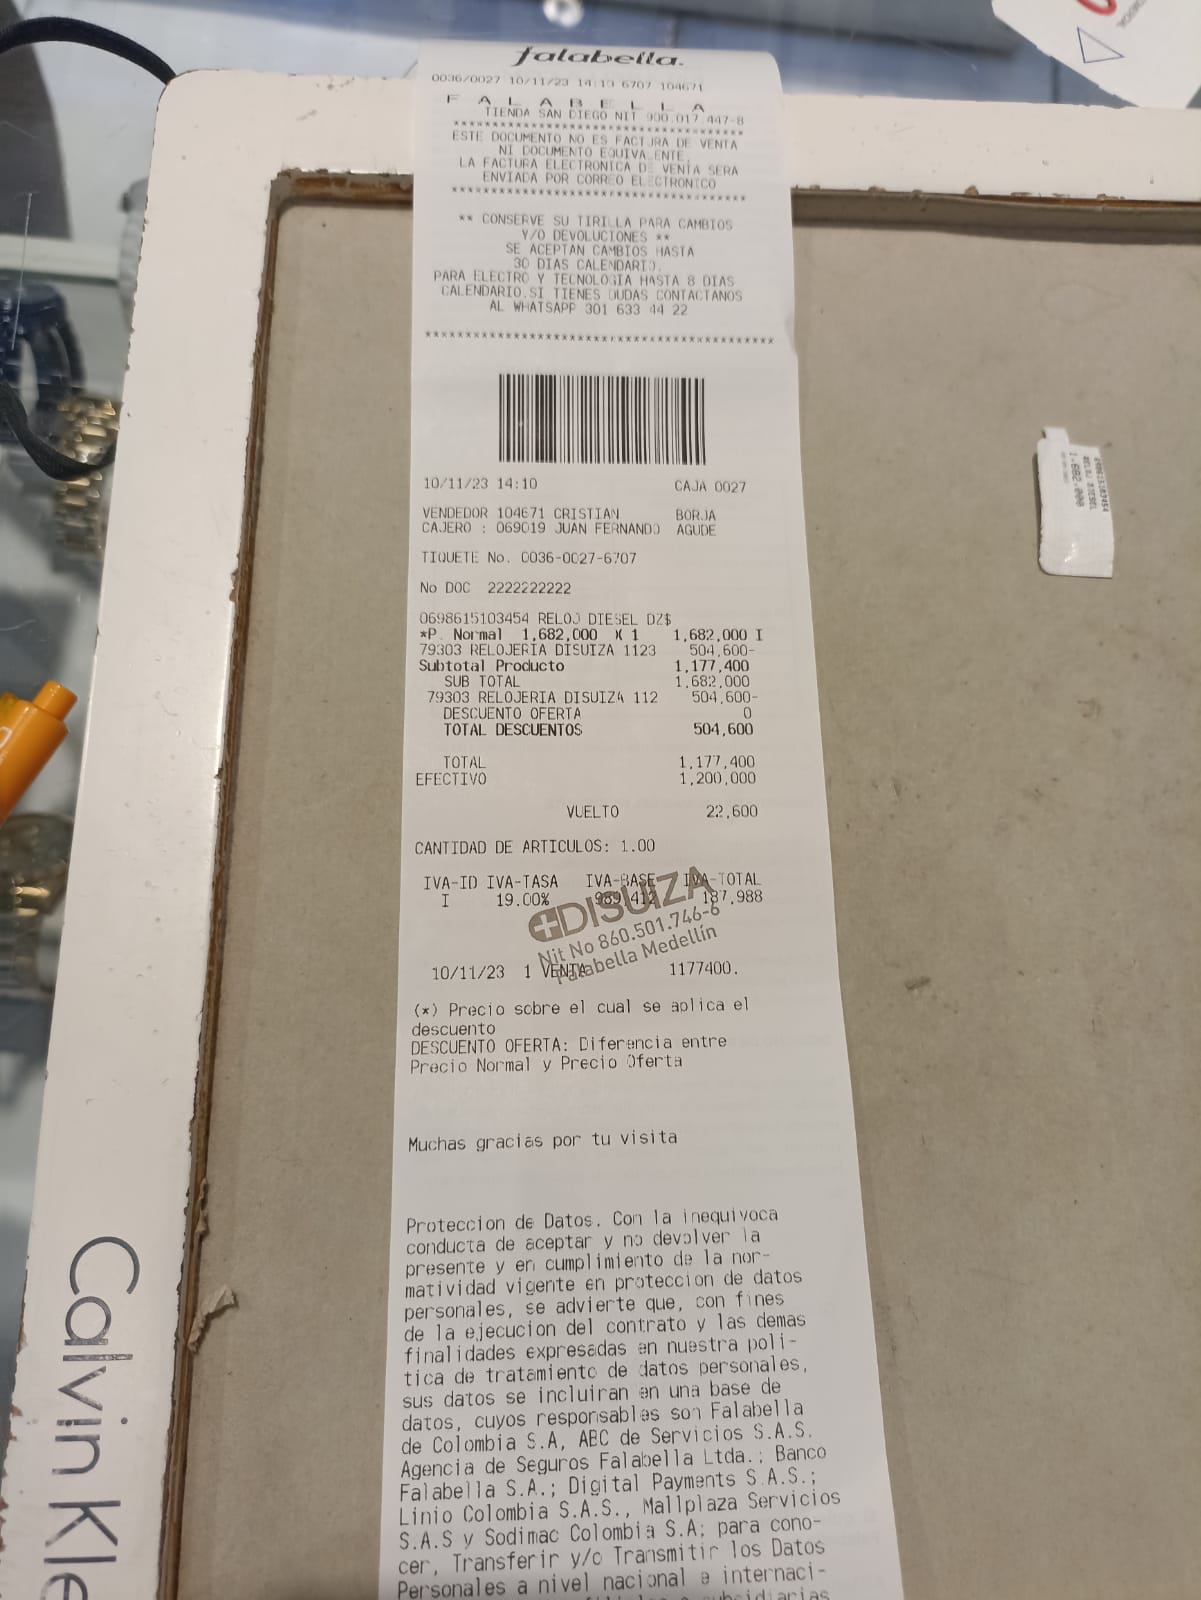 falabella.
0036/0027 10/11/23 14:10 6707 104671
F A L A B E L L A
TIENDA SAN DIEGO NIT 900.017.447-8
****************************************
ESTE DOCUMENTO NO ES FACTURA DE VENTA
NI DOCUMENTO EQUIVALENTE.
LA FACTURA ELECTRONICA DE VENTA SERA
ENVIADA POR CORREO ELECTRONICO
****************************************
** CONSERVE SU TIRILLA PARA CAMBIOS
Y/O DEVOLUCIONES **
SE ACEPTAN CAMBIOS HASTA
30 DIAS CALENDARIO.
PARA ELECTRO Y TECNOLOGIA HASTA 8 DIAS
CALENDARIO.SI TIENES DUDAS CONTACTANOS
AL WHATSAPP 301 633 44 22
****************************************
10/11/23 14:10 CAJA 0027
VENDEDOR 104671 CRISTIAN BORJA
CAJERO : 069019 JUAN FERNANDO AGUDE
TIQUETE No. 0036-0027-6707
No DOC 2222222222
0698615103454 RELOJ DIESEL DZ$
*P. Normal 1,682,000 X 1 1,682,000 I
79303 RELOJERIA DISUIZA 1123 504,600-
Subtotal Producto 1,177,400
SUB TOTAL 1,682,000
79303 RELOJERIA DISUIZA 112 504,600-
DESCUENTO OFERTA 0
TOTAL DESCUENTOS 504,600
TOTAL 1,177,400
EFECTIVO 1,200,000
VUELTO 22,600
CANTIDAD DE ARTICULOS: 1.00
IVA-ID IVA-TASA IVA-BASE IVA-TOTAL
I 19.00% 989,412 187,988
DISUIZA
Nit No 860.501.746-6
Falabella Medellín
10/11/23 1 VENTA 1177400.
(*) Precio sobre el cual se aplica el
descuento
DESCUENTO OFERTA: Diferencia entre
Precio Normal y Precio Oferta
Muchas gracias por tu visita
Proteccion de Datos. Con la inequivoca
conducta de aceptar y no devolver la
presente y en cumplimiento de la nor-
matividad vigente en proteccion de datos
personales, se advierte que, con fines
de la ejecucion del contrato y las demas
finalidades expresadas en nuestra poli-
tica de tratamiento de datos personales,
sus datos se incluiran en una base de
datos, cuyos responsables son Falabella
de Colombia S.A, ABC de Servicios S.A.S.
Agencia de Seguros Falabella Ltda.; Banco
Falabella S.A.; Digital Payments S.A.S.;
Linio Colombia S.A.S., Mallplaza Servicios
S.A.S y Sodimac Colombia S.A; para cono-
cer, Transferir y/o Transmitir los Datos
Personales a nivel nacional e internaci-
subsidiarias
Calvin Kle
RELOJ DIESEL
1.682.000